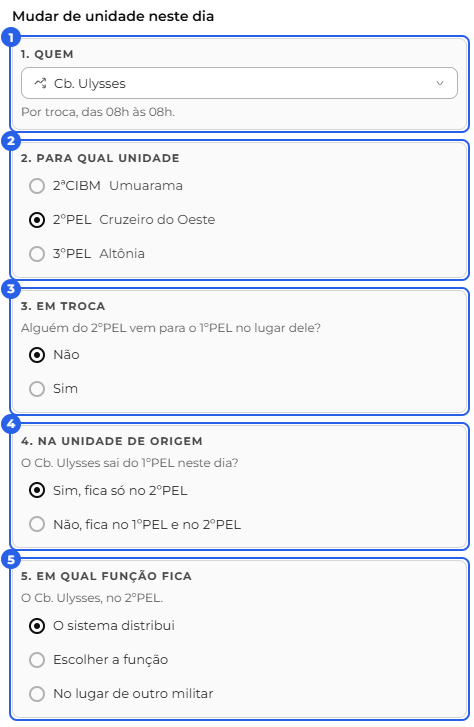 Mudar de unidade neste dia
1
1. QUEM
Cb. Ulysses
Por troca, das 08h às 08h.
2
2. PARA QUAL UNIDADE
2ªCIBM Umuarama
2ºPEL Cruzeiro do Oeste
3ºPEL Altônia
3
3. EM TROCA
Alguém do 2ºPEL vem para o 1ºPEL no lugar dele?
Não
Sim
4
4. NA UNIDADE DE ORIGEM
O Cb. Ulysses sai do 1ºPEL neste dia?
Sim, fica só no 2ºPEL
Não, fica no 1ºPEL e no 2ºPEL
5
5. EM QUAL FUNÇÃO FICA
O Cb. Ulysses, no 2ºPEL.
O sistema distribui
Escolher a função
No lugar de outro militar